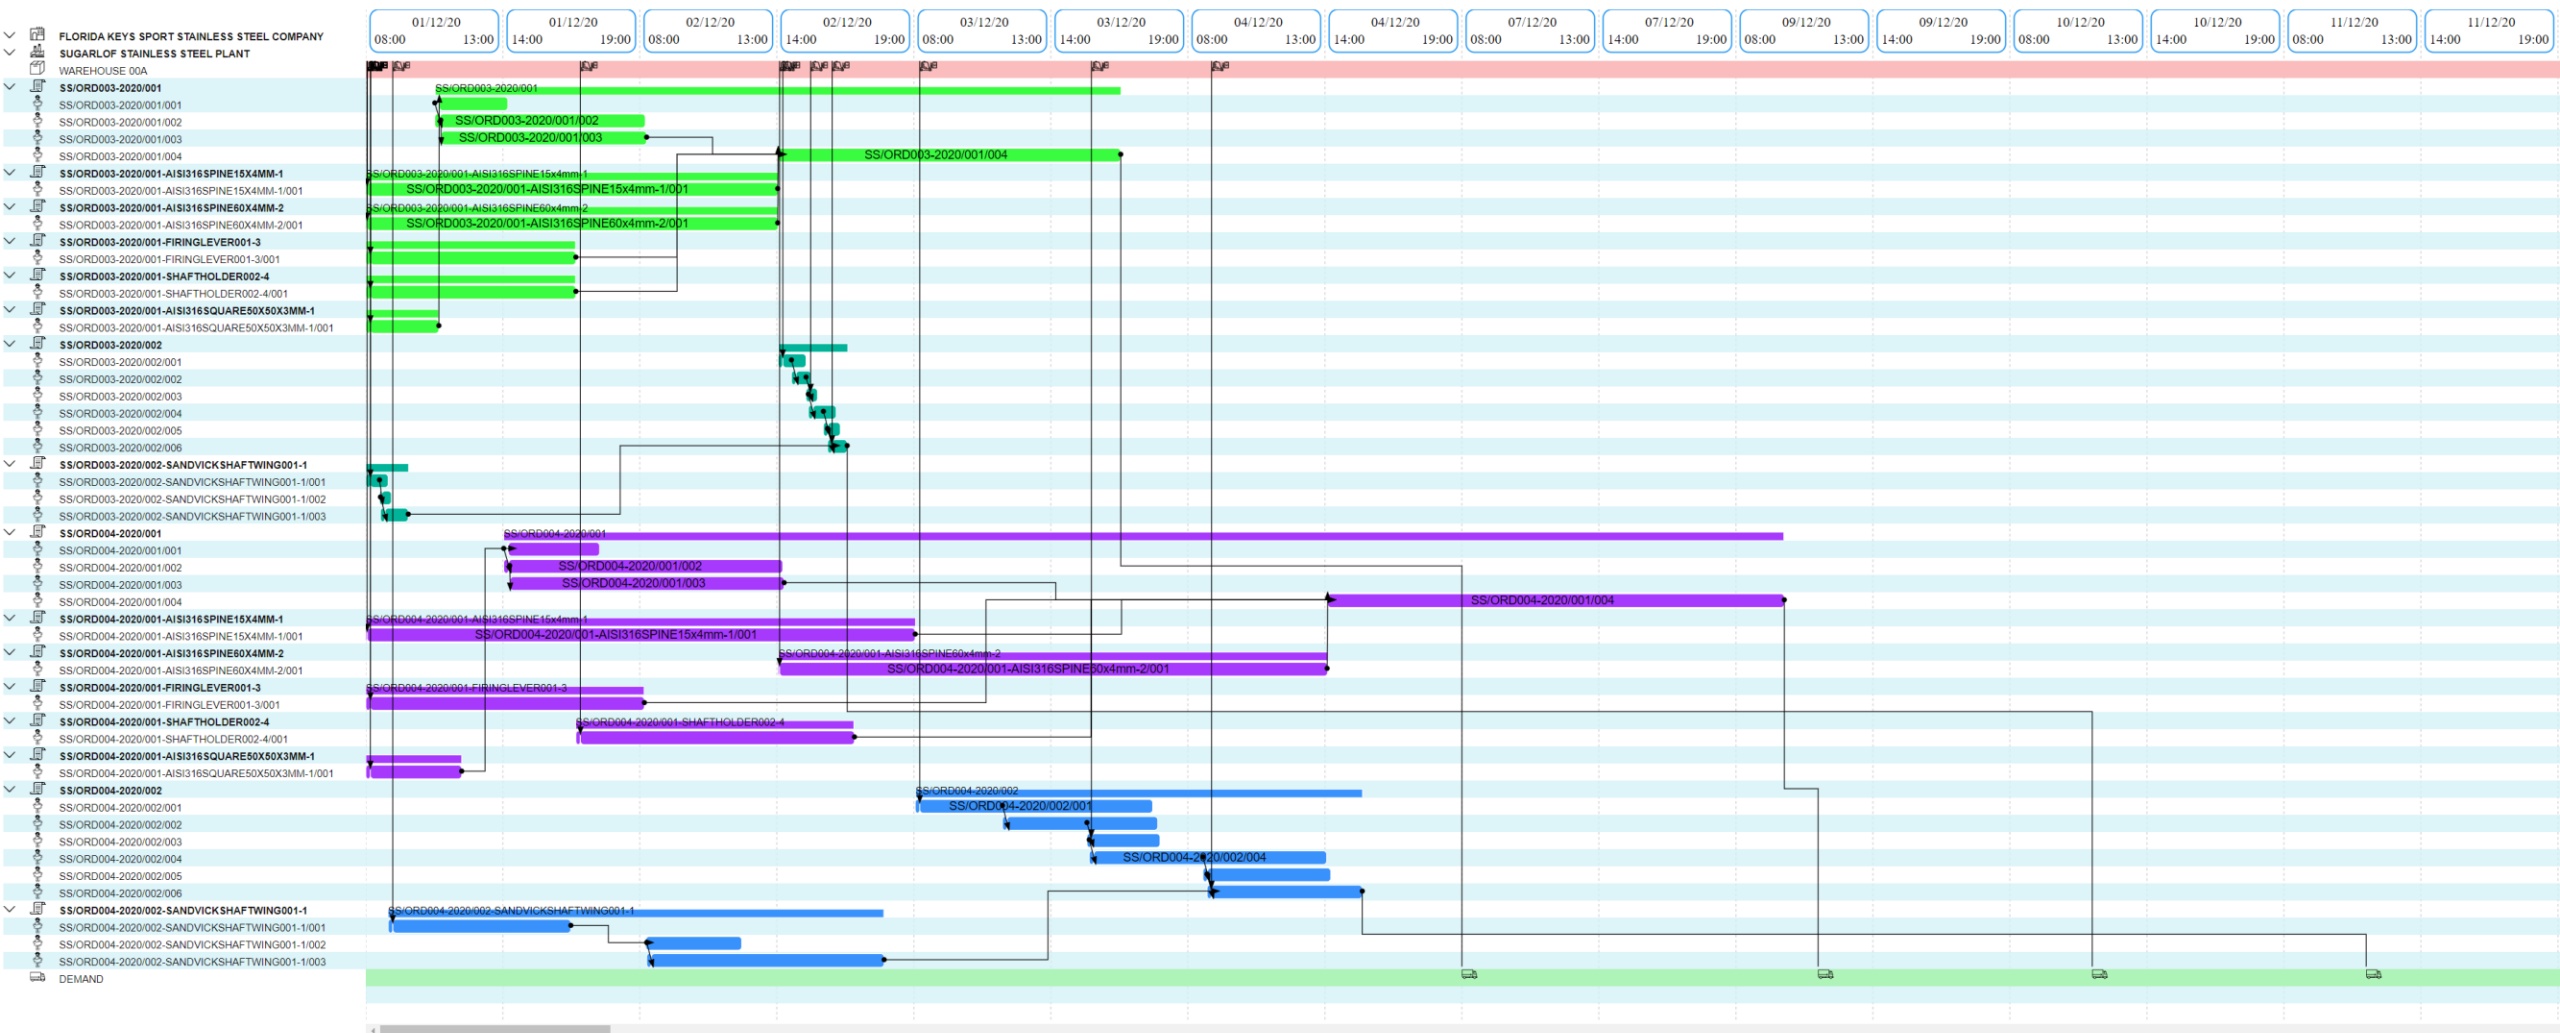 01/12/20 01/12/20 02/12/20 02/12/20 03/12/20 03/12/20 04/12/20 04/12/20 07/12/20 07/12/20 09/12/20 09/12/20 10/12/20 10/12/20 11/12/20 11/12/20
08:00 13:00 14:00 19:00 08:00 13:00 14:00 19:00 08:00 13:00 14:00 19:00 08:00 13:00 14:00 19:00 08:00 13:00 14:00 19:00 08:00 13:00 14:00 19:00 08:00 13:00 14:00 19:00 08:00 13:00 14:00 19:00
FLORIDA KEYS SPORT STAINLESS STEEL COMPANY
SUGARLOF STAINLESS STEEL PLANT
WAREHOUSE 00A
SS/ORD003-2020/001 SS/ORD003-2020/001
SS/ORD003-2020/001/001
SS/ORD003-2020/001/002 SS/ORD003-2020/001/002
SS/ORD003-2020/001/003 SS/ORD003-2020/001/003
SS/ORD003-2020/001/004 SS/ORD003-2020/001/004
SS/ORD003-2020/001-AISI316SPINE15X4MM-1 SS/ORD003-2020/001-AISI316SPINE15x4mm-1
SS/ORD003-2020/001-AISI316SPINE15X4MM-1/001 SS/ORD003-2020/001-AISI316SPINE15x4mm-1/001
SS/ORD003-2020/001-AISI316SPINE60X4MM-2 SS/ORD003-2020/001-AISI316SPINE60x4mm-2
SS/ORD003-2020/001-AISI316SPINE60X4MM-2/001 SS/ORD003-2020/001-AISI316SPINE60x4mm-2/001
SS/ORD003-2020/001-FIRINGLEVER001-3
SS/ORD003-2020/001-FIRINGLEVER001-3/001
SS/ORD003-2020/001-SHAFTHOLDER002-4
SS/ORD003-2020/001-SHAFTHOLDER002-4/001
SS/ORD003-2020/001-AISI316SQUARE50X50X3MM-1
SS/ORD003-2020/001-AISI316SQUARE50X50X3MM-1/001
SS/ORD003-2020/002
SS/ORD003-2020/002/001
SS/ORD003-2020/002/002
SS/ORD003-2020/002/003
SS/ORD003-2020/002/004
SS/ORD003-2020/002/005
SS/ORD003-2020/002/006
SS/ORD003-2020/002-SANDVICKSHAFTWING001-1
SS/ORD003-2020/002-SANDVICKSHAFTWING001-1/001
SS/ORD003-2020/002-SANDVICKSHAFTWING001-1/002
SS/ORD003-2020/002-SANDVICKSHAFTWING001-1/003
SS/ORD004-2020/001 SS/ORD004-2020/001
SS/ORD004-2020/001/001
SS/ORD004-2020/001/002 SS/ORD004-2020/001/002
SS/ORD004-2020/001/003 SS/ORD004-2020/001/003
SS/ORD004-2020/001/004 SS/ORD004-2020/001/004
SS/ORD004-2020/001-AISI316SPINE15X4MM-1 SS/ORD004-2020/001-AISI316SPINE15x4mm-1
SS/ORD004-2020/001-AISI316SPINE15X4MM-1/001 SS/ORD004-2020/001-AISI316SPINE15x4mm-1/001
SS/ORD004-2020/001-AISI316SPINE60X4MM-2 SS/ORD004-2020/001-AISI316SPINE60x4mm-2
SS/ORD004-2020/001-AISI316SPINE60X4MM-2/001 SS/ORD004-2020/001-AISI316SPINE60x4mm-2/001
SS/ORD004-2020/001-FIRINGLEVER001-3 SS/ORD004-2020/001-FIRINGLEVER001-3
SS/ORD004-2020/001-FIRINGLEVER001-3/001
SS/ORD004-2020/001-SHAFTHOLDER002-4 SS/ORD004-2020/001-SHAFTHOLDER002-4
SS/ORD004-2020/001-SHAFTHOLDER002-4/001
SS/ORD004-2020/001-AISI316SQUARE50X50X3MM-1
SS/ORD004-2020/001-AISI316SQUARE50X50X3MM-1/001
SS/ORD004-2020/002 SS/ORD004-2020/002
SS/ORD004-2020/002/001 SS/ORD004-2020/002/001
SS/ORD004-2020/002/002
SS/ORD004-2020/002/003
SS/ORD004-2020/002/004 SS/ORD004-2020/002/004
SS/ORD004-2020/002/005
SS/ORD004-2020/002/006
SS/ORD004-2020/002-SANDVICKSHAFTWING001-1 SS/ORD004-2020/002-SANDVICKSHAFTWING001-1
SS/ORD004-2020/002-SANDVICKSHAFTWING001-1/001
SS/ORD004-2020/002-SANDVICKSHAFTWING001-1/002
SS/ORD004-2020/002-SANDVICKSHAFTWING001-1/003
DEMAND